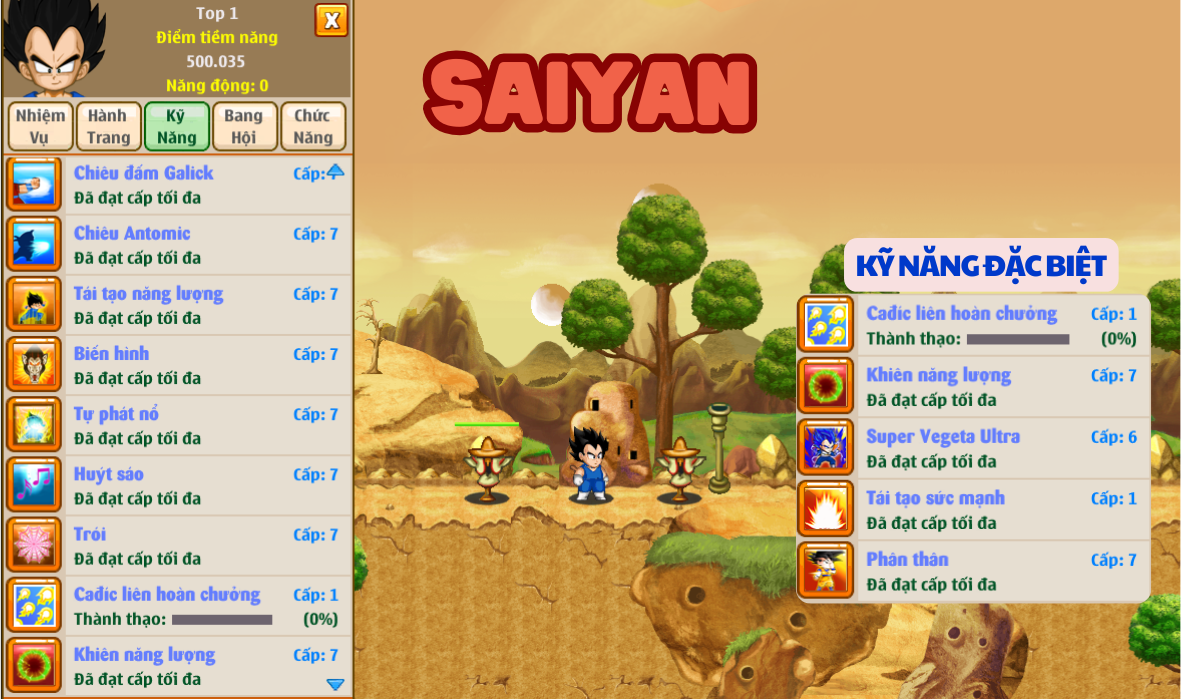 Top 1
X
Điểm tiềm năng
500.035
Năng động: 0
Nhiệm Vụ
Hành Trang
Kỹ Năng
Bang Hội
Chức Năng
Chiêu đấm Galick
Cấp:
Đã đạt cấp tối đa
Chiêu Antomic
Cấp: 7
Đã đạt cấp tối đa
Tái tạo năng lượng
Cấp: 7
Đã đạt cấp tối đa
Biến hình
Cấp: 7
Đã đạt cấp tối đa
Tự phát nổ
Cấp: 7
Đã đạt cấp tối đa
Huýt sáo
Cấp: 7
Đã đạt cấp tối đa
Trói
Cấp: 7
Đã đạt cấp tối đa
Cađíc liên hoàn chưởng
Cấp: 1
Thành thạo: (0%)
Khiên năng lượng
Cấp: 7
Đã đạt cấp tối đa
SAIYAN
KỸ NĂNG ĐẶC BIỆT
Cađíc liên hoàn chưởng
Cấp: 1
Thành thạo: (0%)
Khiên năng lượng
Cấp: 7
Đã đạt cấp tối đa
Super Vegeta Ultra
Cấp: 6
Đã đạt cấp tối đa
Tái tạo sức mạnh
Cấp: 1
Đã đạt cấp tối đa
Phân thân
Cấp: 7
Đã đạt cấp tối đa